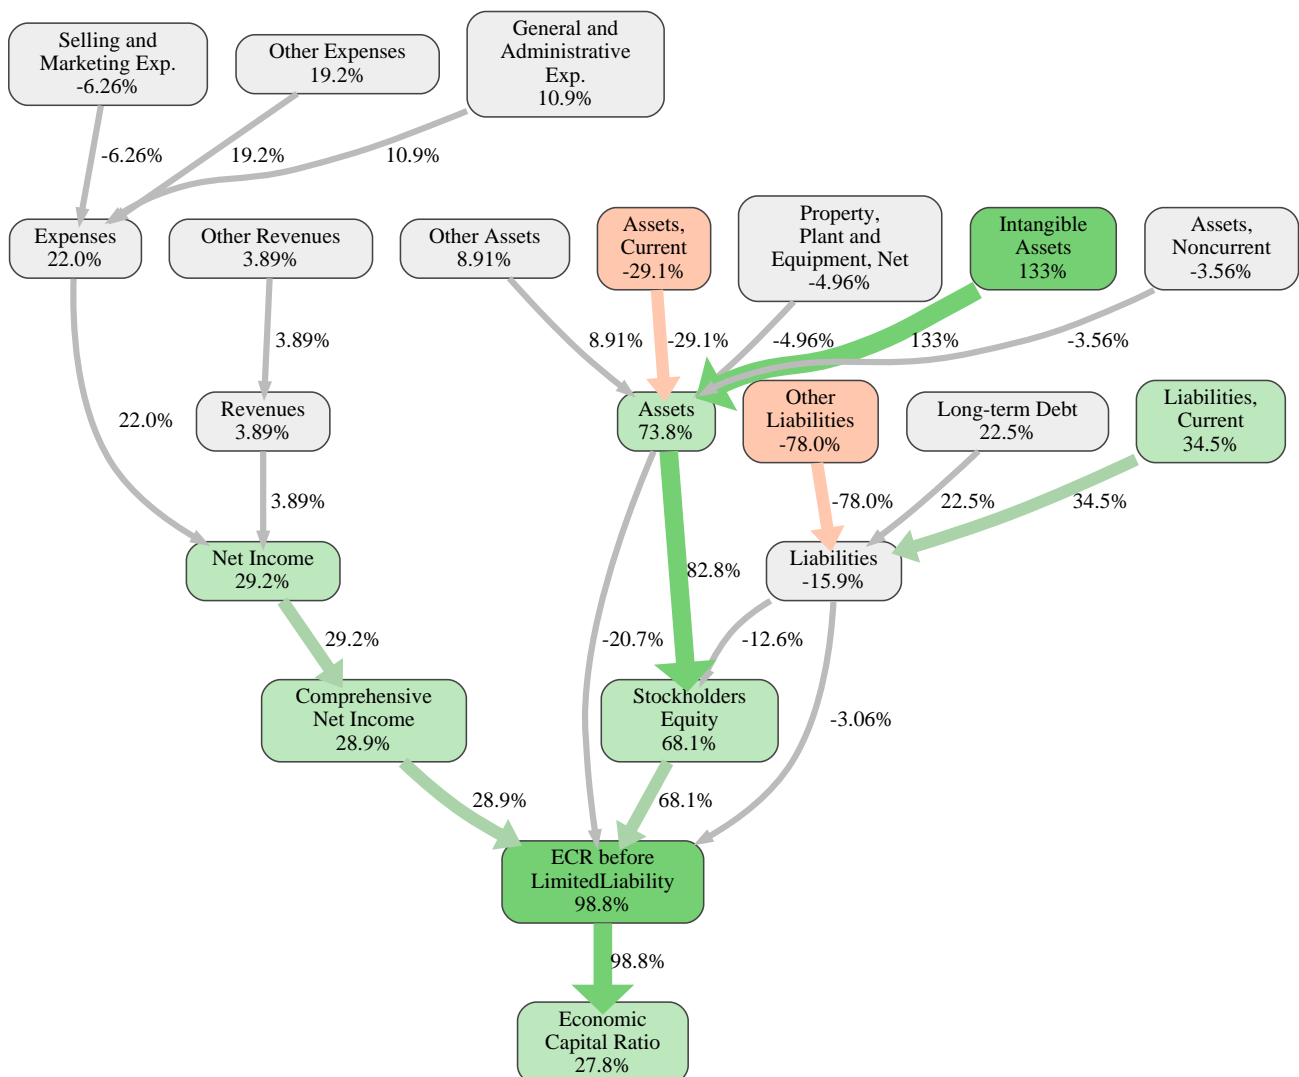 Selling and
Marketing Exp.
-6.26%
Other Expenses
19.2%
General and
Administrative
Exp.
10.9%
-6.26%
19.2%
10.9%
Expenses
22.0%
Other Revenues
3.89%
Other Assets
8.91%
Assets,
Current
-29.1%
Property,
Plant and
Equipment, Net
-4.96%
Intangible
Assets
133%
Assets,
Noncurrent
-3.56%
3.89%
8.91%
-29.1%
-4.96%
133%
-3.56%
22.0%
Revenues
3.89%
Assets
73.8%
Other
Liabilities
-78.0%
Long-term Debt
22.5%
Liabilities,
Current
34.5%
3.89%
-78.0%
22.5%
34.5%
Net Income
29.2%
82.8%
Liabilities
-15.9%
29.2%
-20.7%
-12.6%
Comprehensive
Net Income
28.9%
Stockholders
Equity
68.1%
-3.06%
28.9%
68.1%
ECR before
LimitedLiability
98.8%
98.8%
Economic
Capital Ratio
27.8%